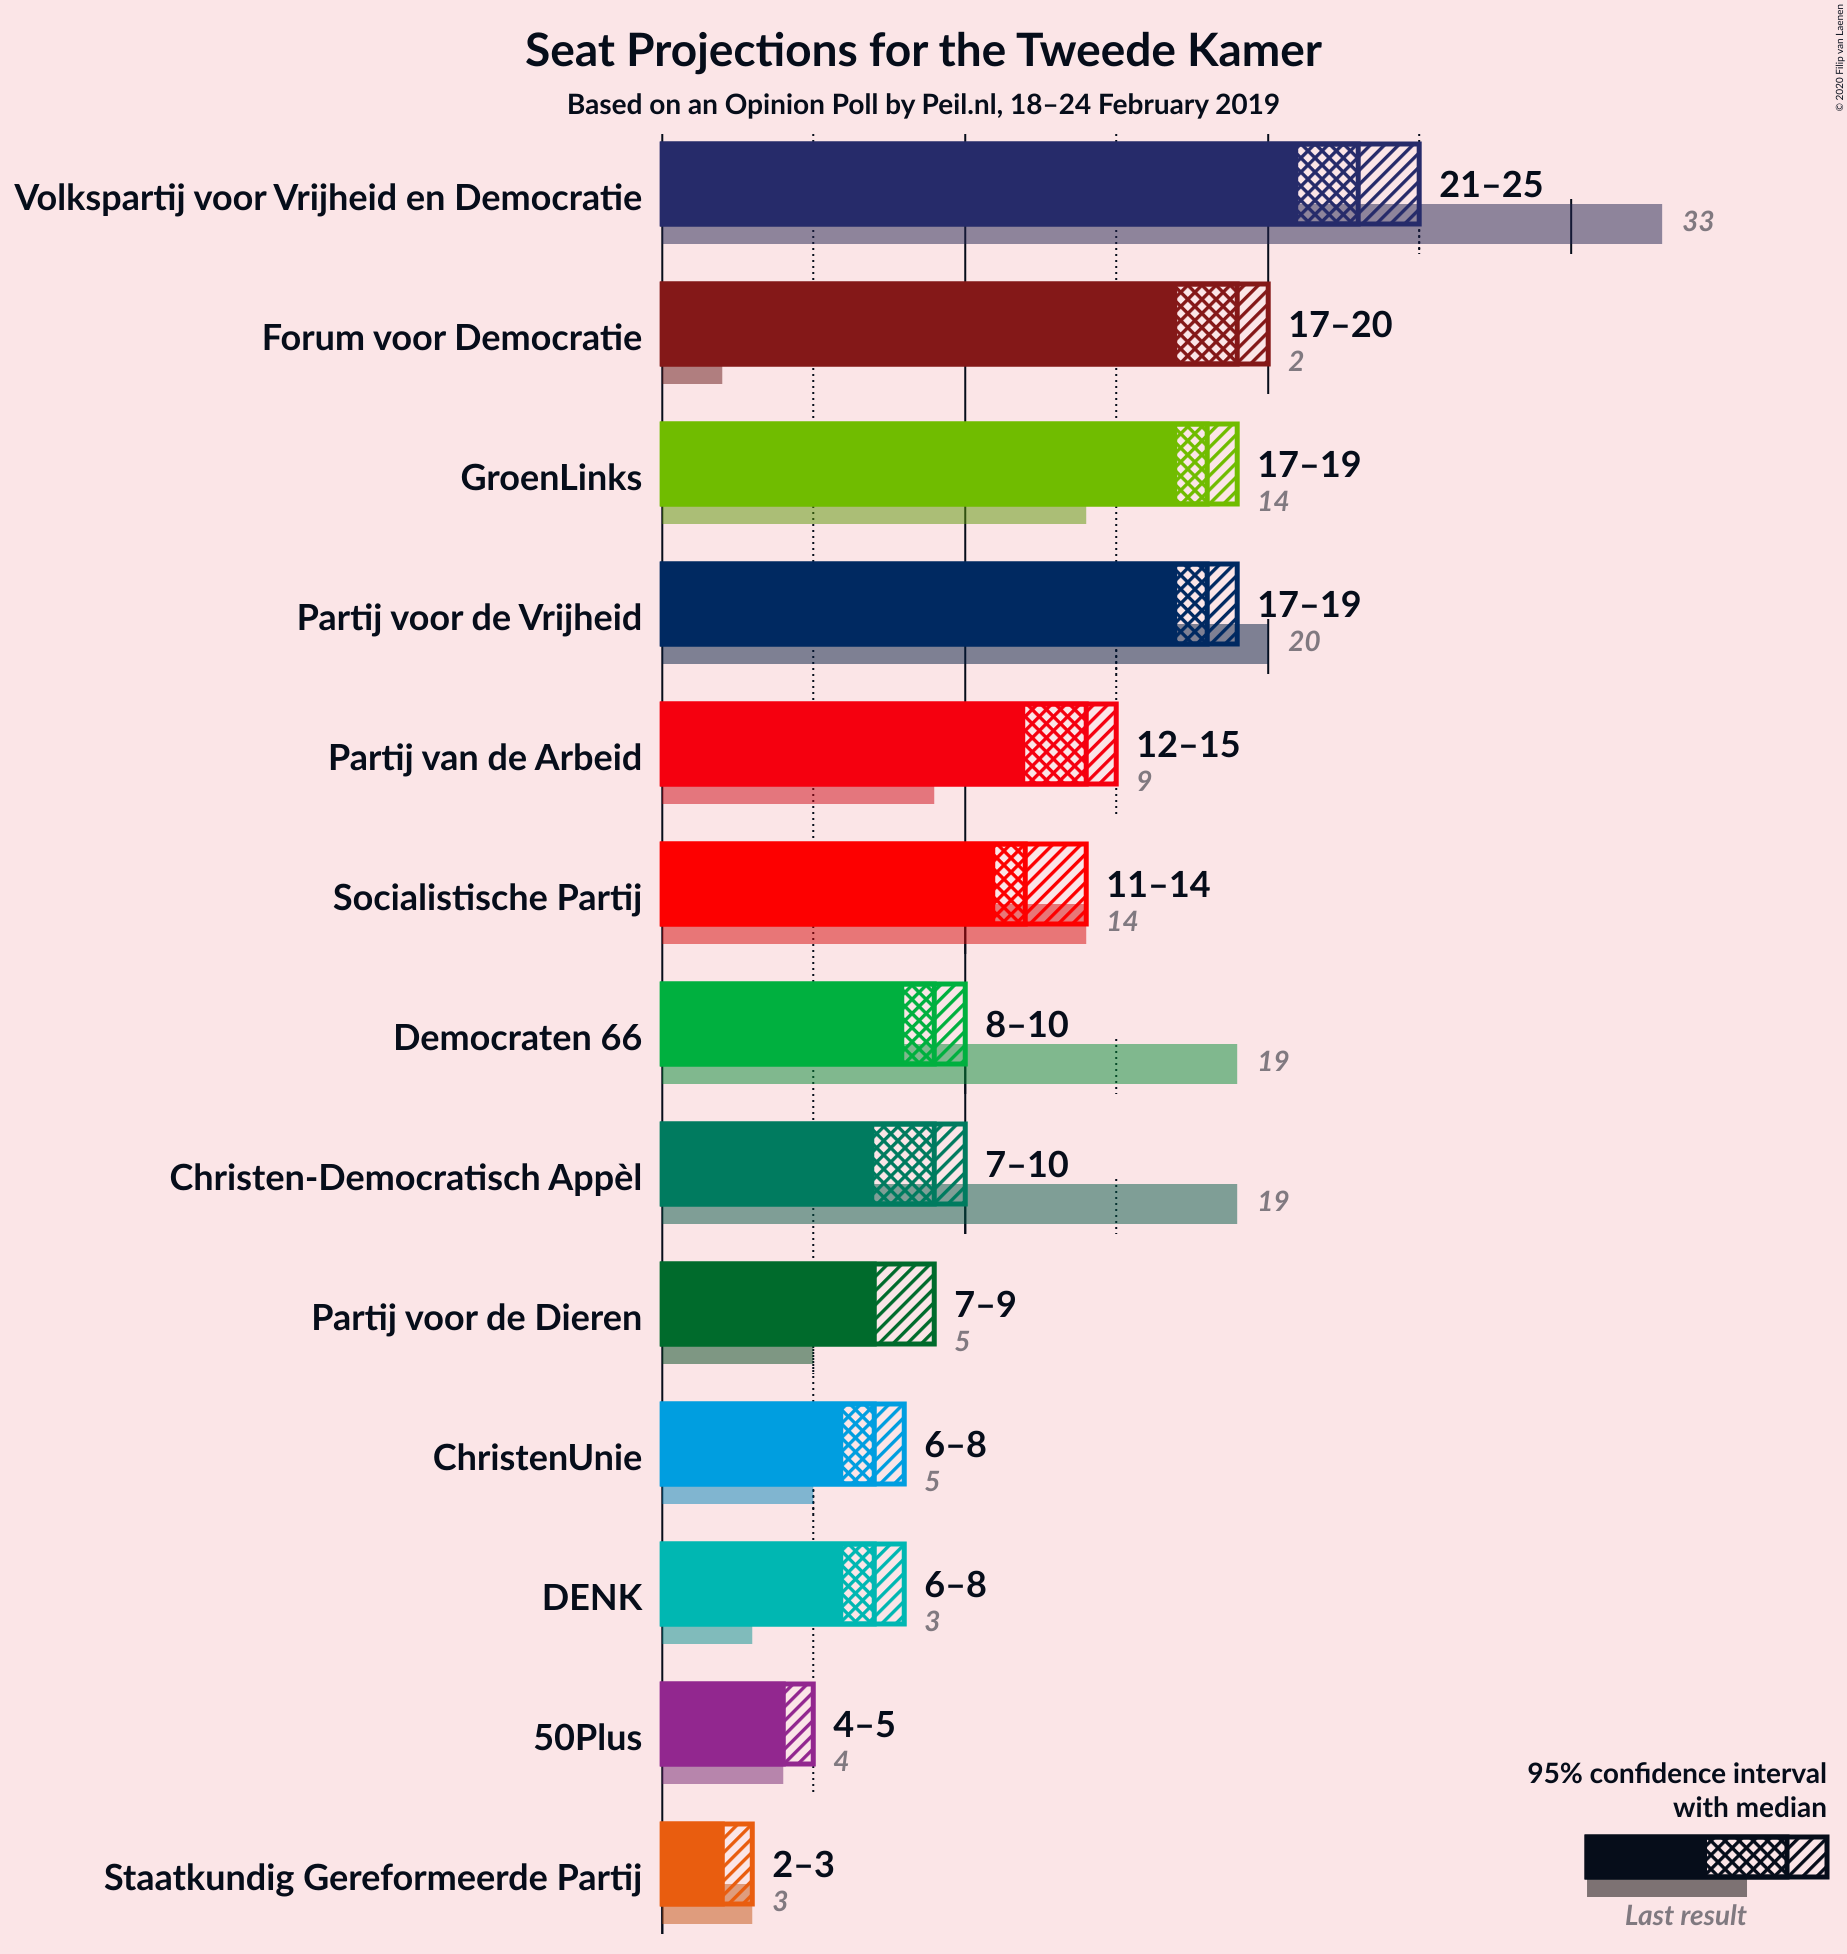 Seat Projections for the Tweede Kamer
Based on an Opinion Poll by Peil.nl, 18–24 February 2019
© 2020 Filip van Laenen
Volkspartij voor Vrijheid en Democratie
21–25
33
Forum voor Democratie
17–20
2
GroenLinks
17–19
14
Partij voor de Vrijheid
17–19
20
Partij van de Arbeid
12–15
9
Socialistische Partij
11–14
14
Democraten 66
8–10
19
Christen-Democratisch Appèl
7–10
19
Partij voor de Dieren
7–9
5
ChristenUnie
6–8
5
DENK
6–8
3
50Plus
4–5
4
Staatkundig Gereformeerde Partij
2–3
3
95% confidence interval
with median
Last result